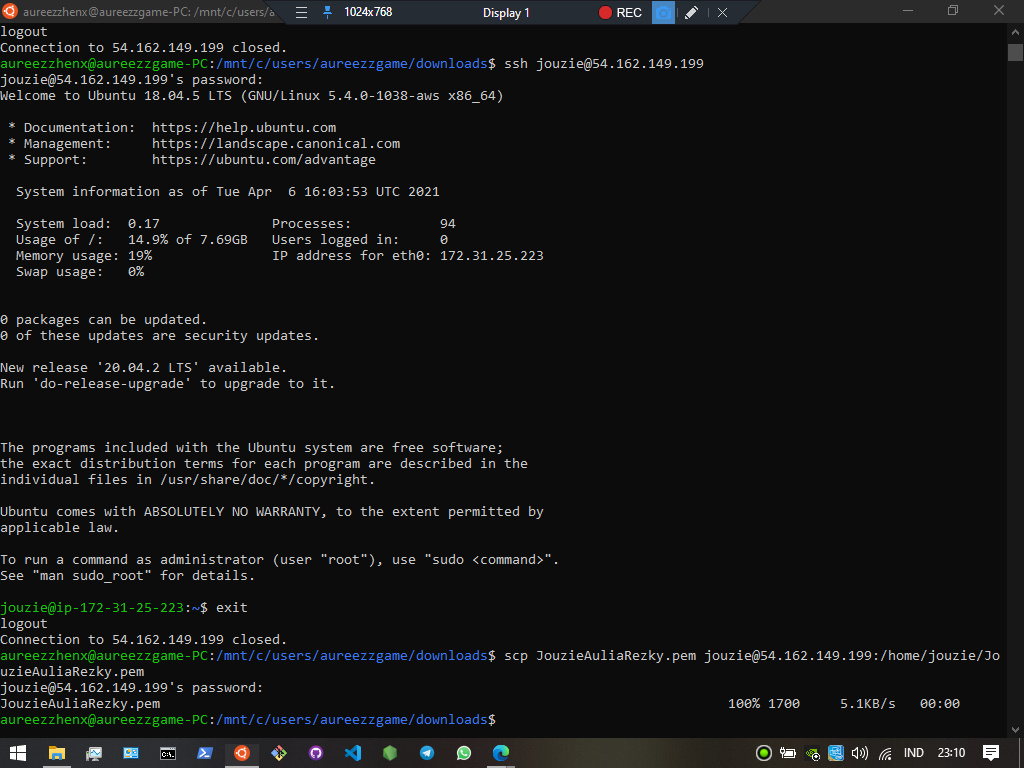 aureezzhenx@aureezzgame-PC: /mnt/c/users/a
1024x768
Display 1
REC
logout
Connection to 54.162.149.199 closed.
aureezzhenx@aureezzgame-PC:/mnt/c/users/aureezzgame/downloads$ ssh jouzie@54.162.149.199
jouzie@54.162.149.199's password:
Welcome to Ubuntu 18.04.5 LTS (GNU/Linux 5.4.0-1038-aws x86_64)
* Documentation:  https://help.ubuntu.com
* Management:     https://landscape.canonical.com
* Support:        https://ubuntu.com/advantage
System information as of Tue Apr  6 16:03:53 UTC 2021
System load:  0.17              Processes:           94
Usage of /:   14.9% of 7.69GB   Users logged in:     0
Memory usage: 19%               IP address for eth0: 172.31.25.223
Swap usage:   0%
0 packages can be updated.
0 of these updates are security updates.
New release '20.04.2 LTS' available.
Run 'do-release-upgrade' to upgrade to it.
The programs included with the Ubuntu system are free software;
the exact distribution terms for each program are described in the
individual files in /usr/share/doc/*/copyright.
Ubuntu comes with ABSOLUTELY NO WARRANTY, to the extent permitted by
applicable law.
To run a command as administrator (user "root"), use "sudo <command>".
See "man sudo_root" for details.
jouzie@ip-172-31-25-223:~$ exit
logout
Connection to 54.162.149.199 closed.
aureezzhenx@aureezzgame-PC:/mnt/c/users/aureezzgame/downloads$ scp JouzieAuliaRezky.pem jouzie@54.162.149.199:/home/jouzie/Jo
uzieAuliaRezky.pem
jouzie@54.162.149.199's password:
JouzieAuliaRezky.pem                                                                       100% 1700     5.1KB/s   00:00
aureezzhenx@aureezzgame-PC:/mnt/c/users/aureezzgame/downloads$
IND
23:10